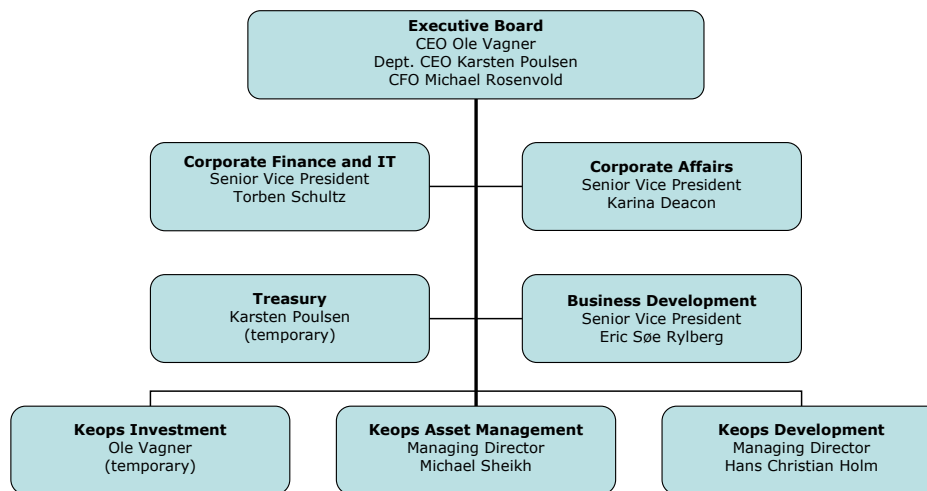 Executive Board
CEO Ole Vagner
Dept. CEO Karsten Poulsen
CFO Michael Rosenvold
Corporate Finance and IT
Senior Vice President
Torben Schultz
Corporate Affairs
Senior Vice President
Karina Deacon
Treasury
Karsten Poulsen
(temporary)
Business Development
Senior Vice President
Eric Søe Rylberg
Keops Investment
Ole Vagner
(temporary)
Keops Asset Management
Managing Director
Michael Sheikh
Keops Development
Managing Director
Hans Christian Holm